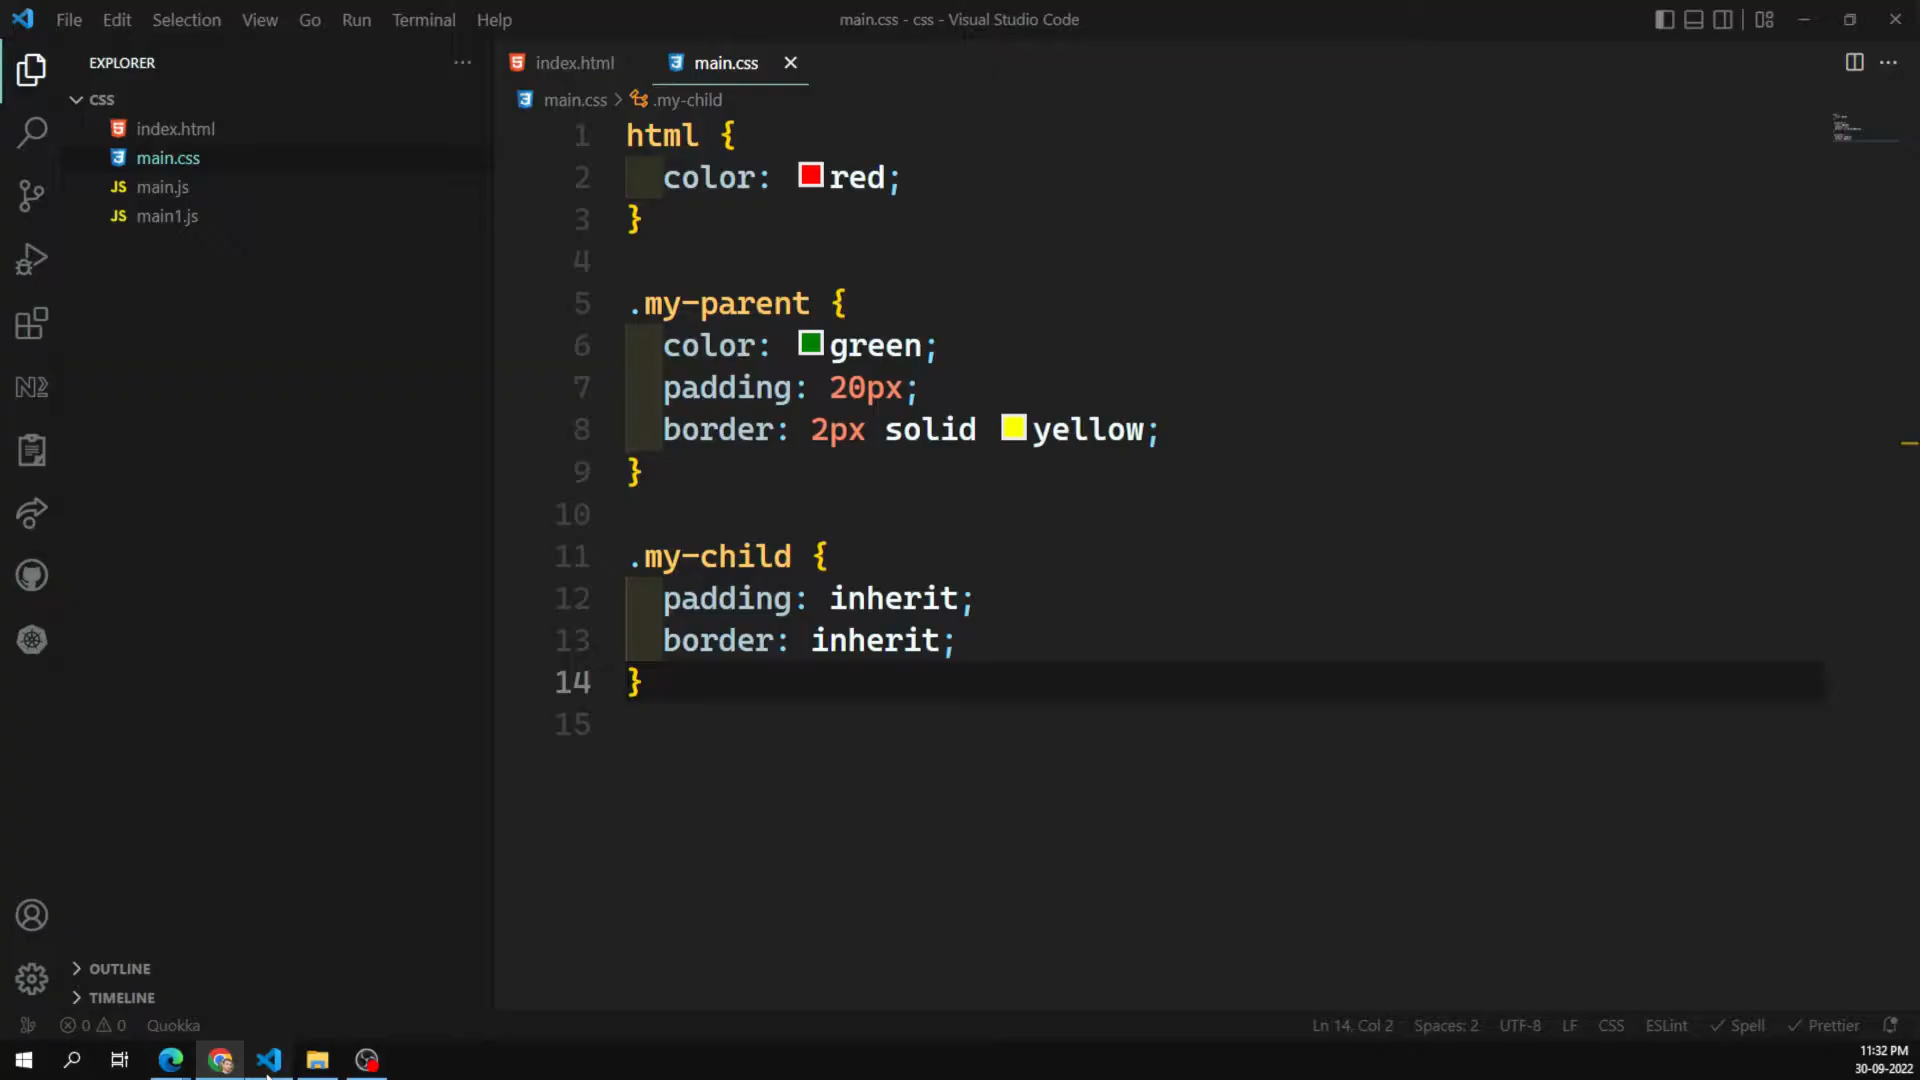 File Edit Selection View Go Run Terminal Help
main.css - css - Visual Studio Code
EXPLORER
CSS
index.html
main.css
main.js
main1.js
OUTLINE
TIMELINE
index.html
main.css
main.css > .my-child
1 html {
2 color: red;
3 }
4
5 .my-parent {
6 color: green;
7 padding: 20px;
8 border: 2px solid yellow;
9 }
10
11 .my-child {
12 padding: inherit;
13 border: inherit;
14 }
15
0 0 Quokka
Ln 14, Col 2 Spaces: 2 UTF-8 LF CSS ESLint Spell Prettier
11:32 PM
30-09-2022